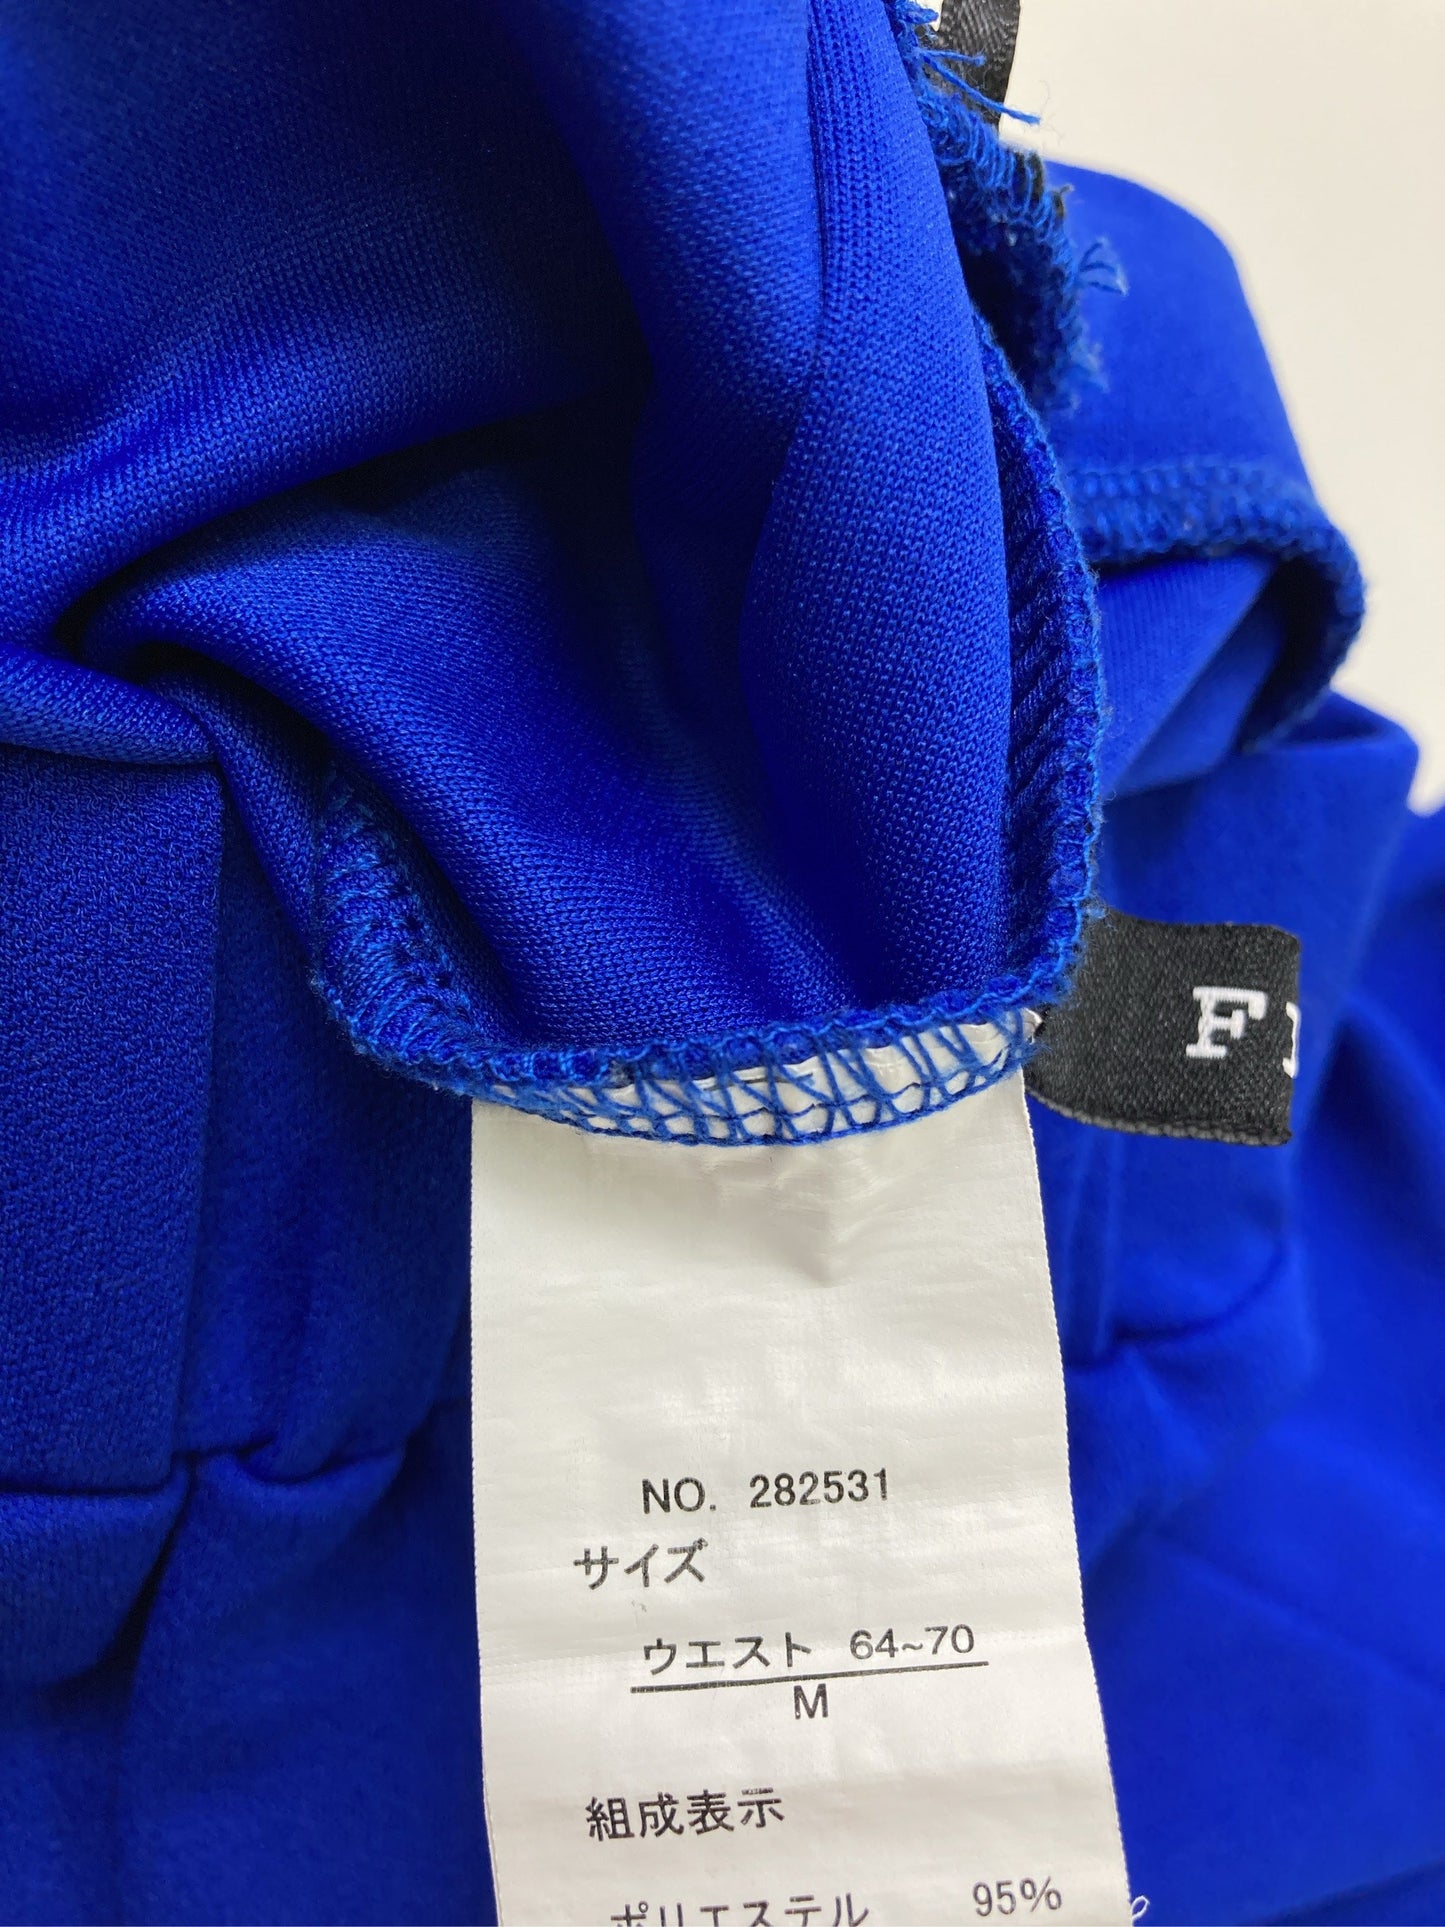 F
NO. 282531
サイズ
ウエスト 64~70
M
組成表示
ポリエステル 95%